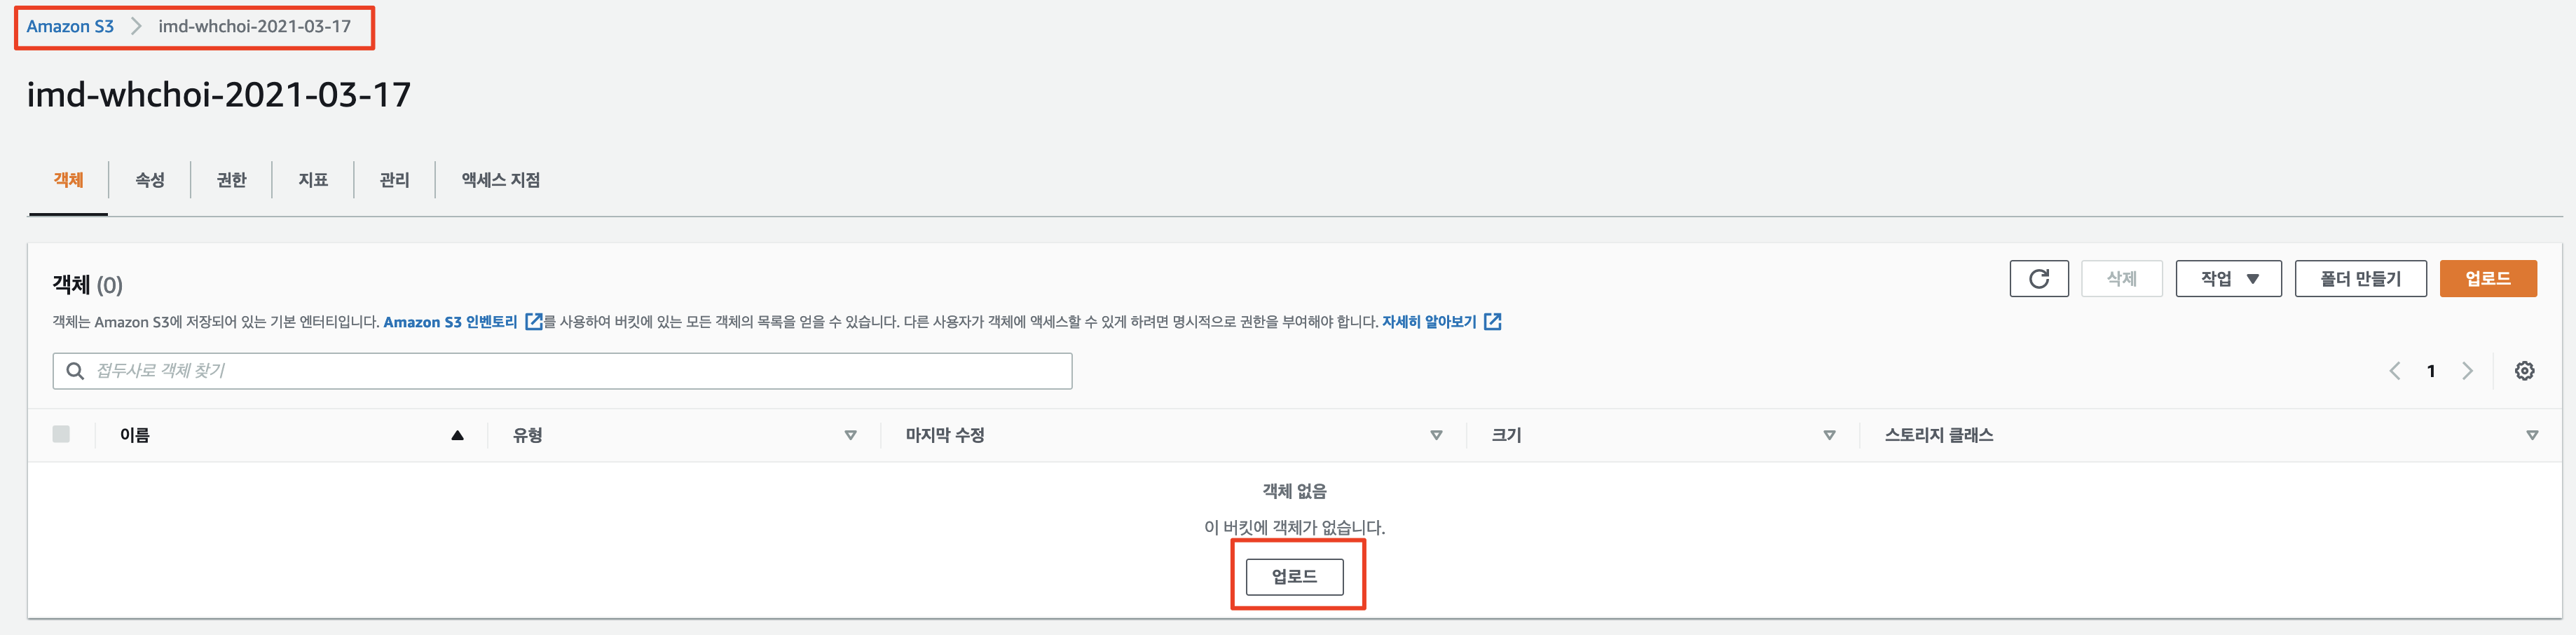 Amazon S3 > imd-whchoi-2021-03-17
imd-whchoi-2021-03-17
객체 속성 권한 지표 관리 액세스 지점
객체 (0)
삭제 작업 ▼ 폴더 만들기 업로드
객체는 Amazon S3에 저장되어 있는 기본 엔터티입니다. Amazon S3 인벤토리 를 사용하여 버킷에 있는 모든 객체의 목록을 얻을 수 있습니다. 다른 사용자가 객체에 액세스할 수 있게 하려면 명시적으로 권한을 부여해야 합니다. 자세히 알아보기
접두사로 객체 찾기
1
이름 유형 마지막 수정 크기 스토리지 클래스
객체 없음
이 버킷에 객체가 없습니다.
업로드